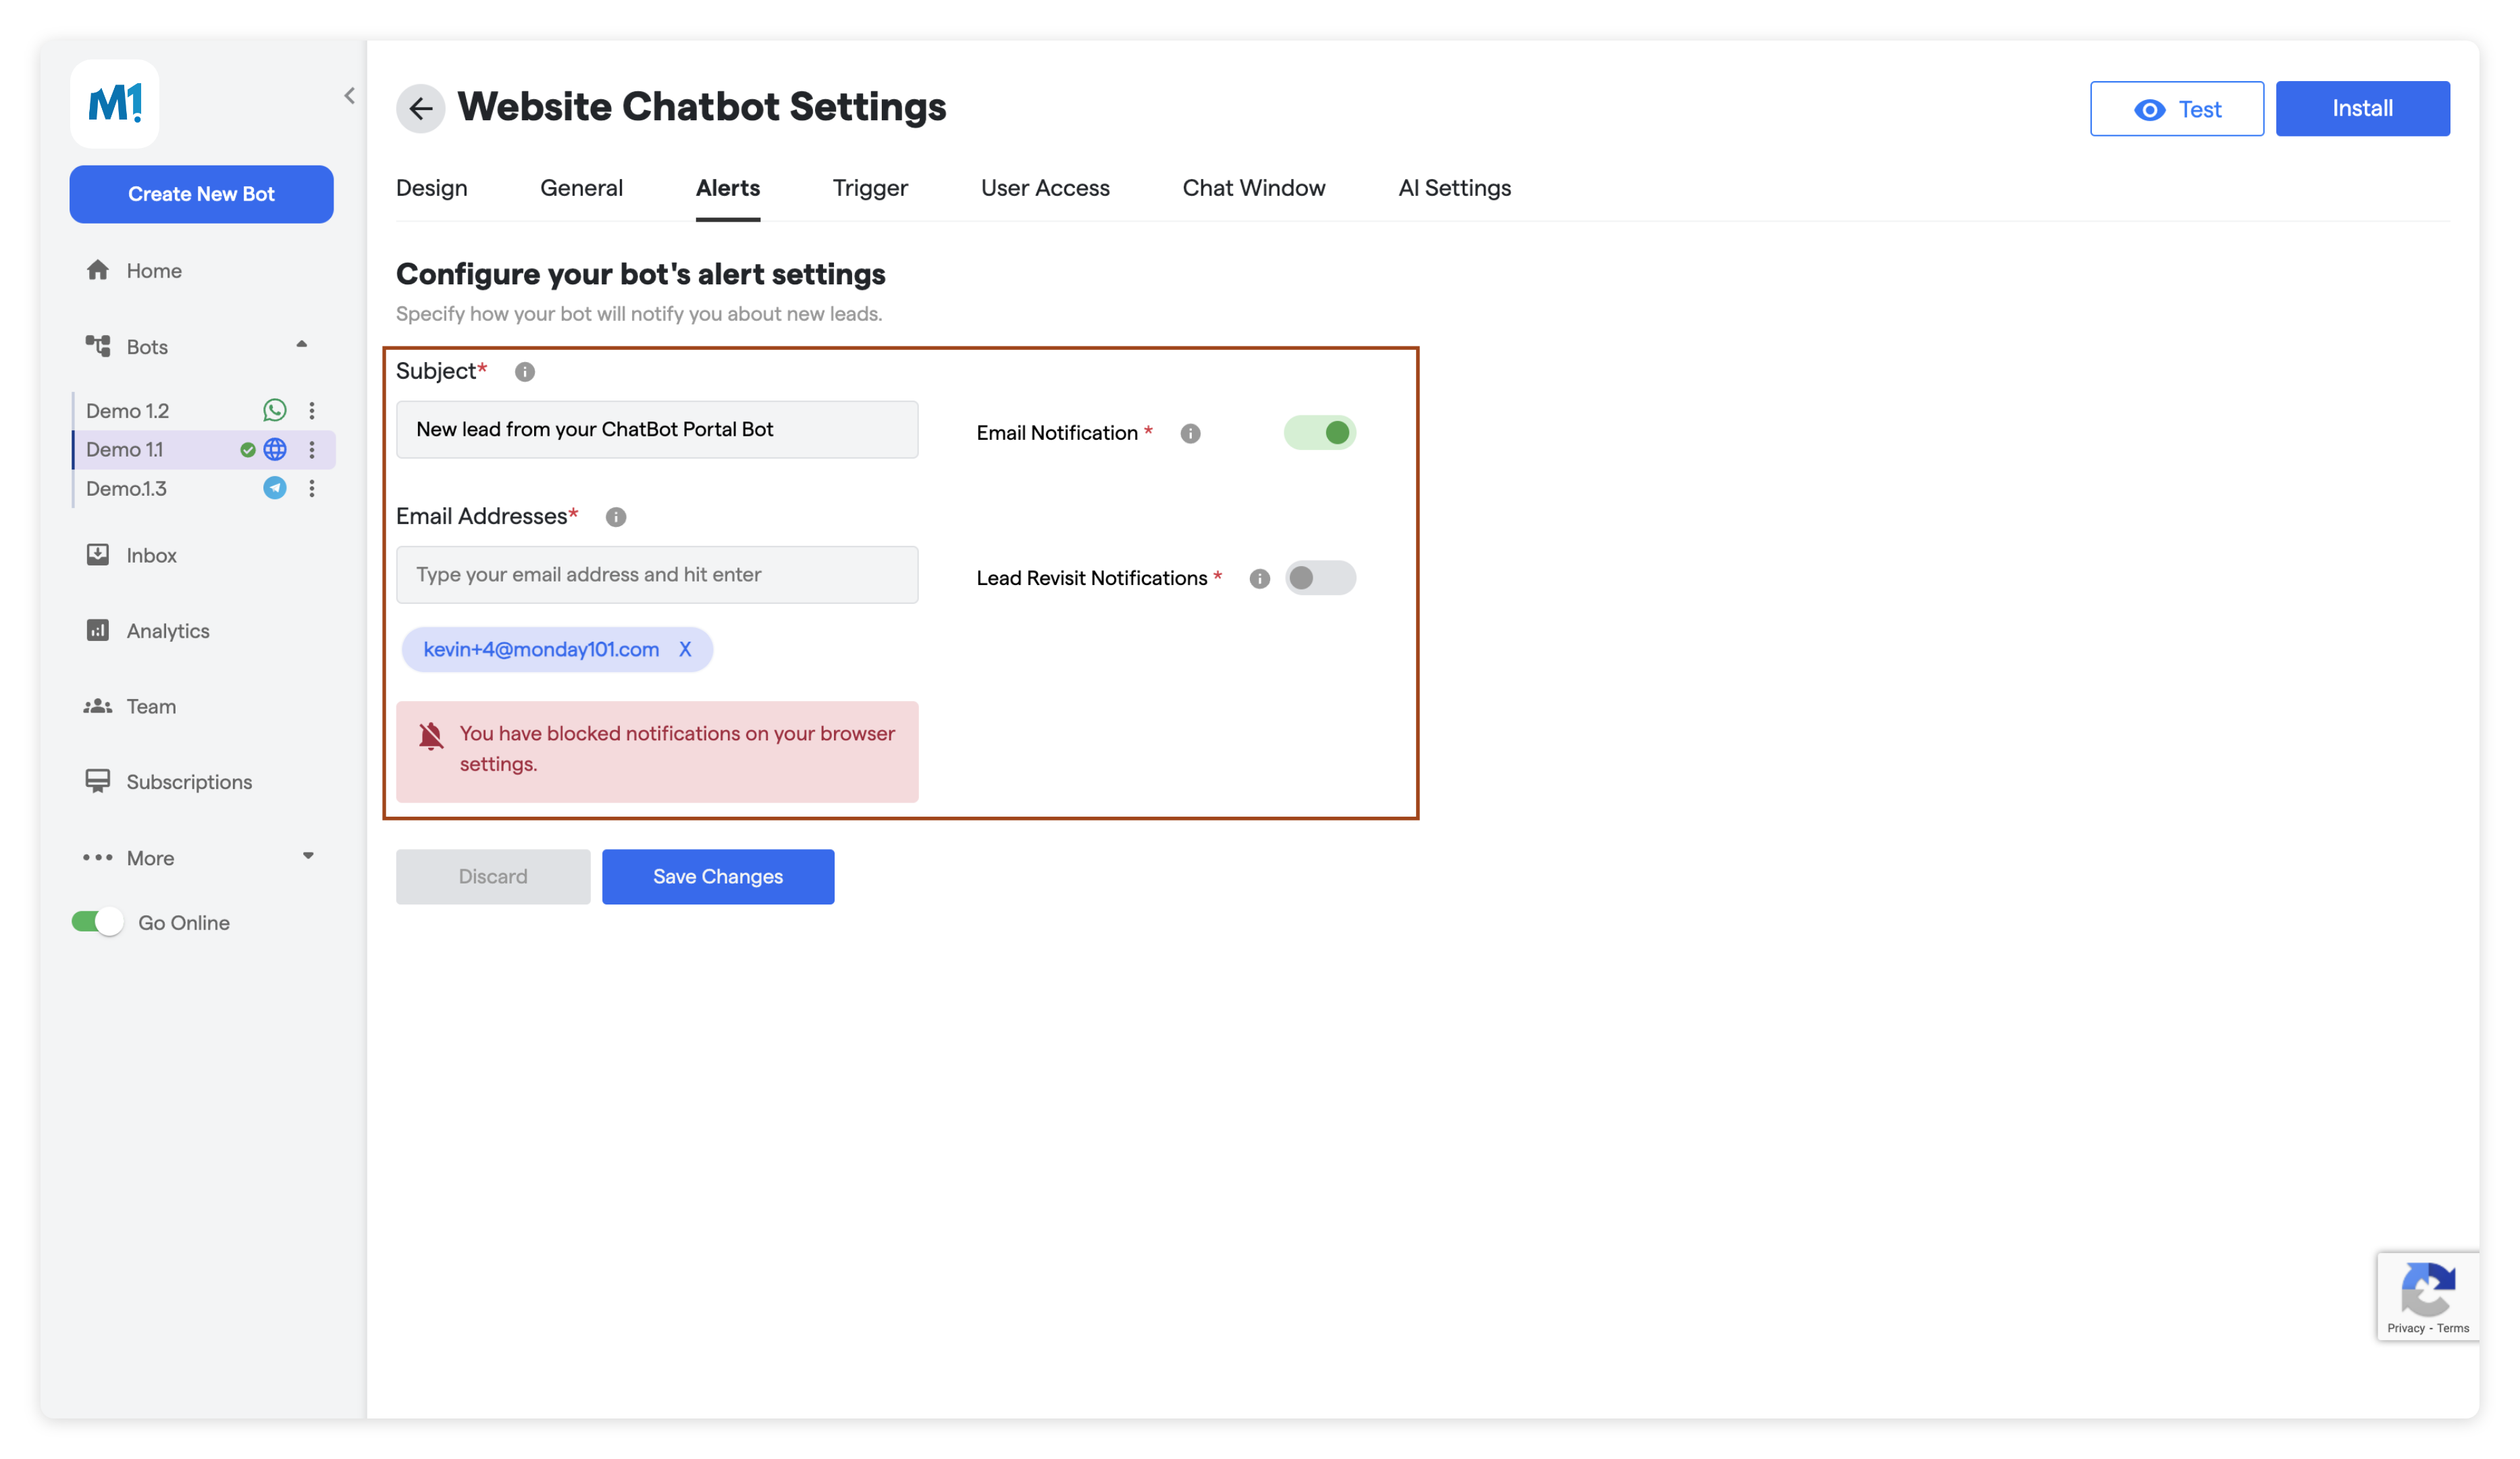 M1
Create New Bot
Home
Bots
Demo 1.2
Demo 1.1
Demo.1.3
Inbox
Analytics
Team
Subscriptions
More
Go Online
Website Chatbot Settings
Test
Install
Design
General
Alerts
Trigger
User Access
Chat Window
AI Settings
Configure your bot's alert settings
Specify how your bot will notify you about new leads.
Subject*
New lead from your ChatBot Portal Bot
Email Notification *
Email Addresses*
Type your email address and hit enter
Lead Revisit Notifications *
kevin+4@monday101.com X
You have blocked notifications on your browser
settings.
Discard
Save Changes
Privacy - Terms